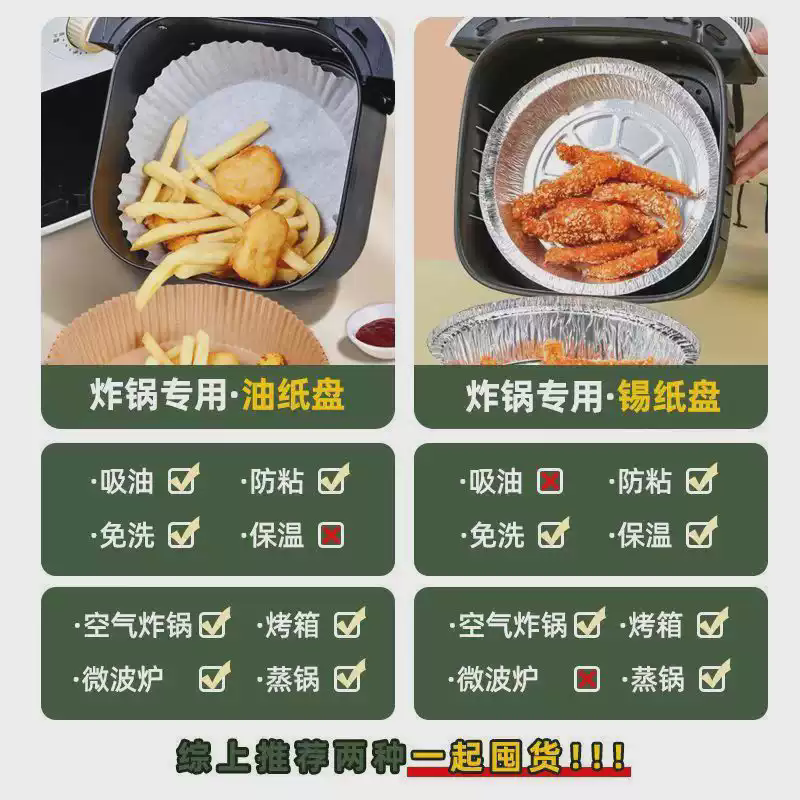 炸锅专用·油纸盘
炸锅专用·锡纸盘
·吸油 ·防粘
·免洗 ·保温
·吸油 ·防粘
·免洗 ·保温
·空气炸锅 ·烤箱
·微波炉 ·蒸锅
·空气炸锅 ·烤箱
·微波炉 ·蒸锅
综上推荐两种一起囤货!!!